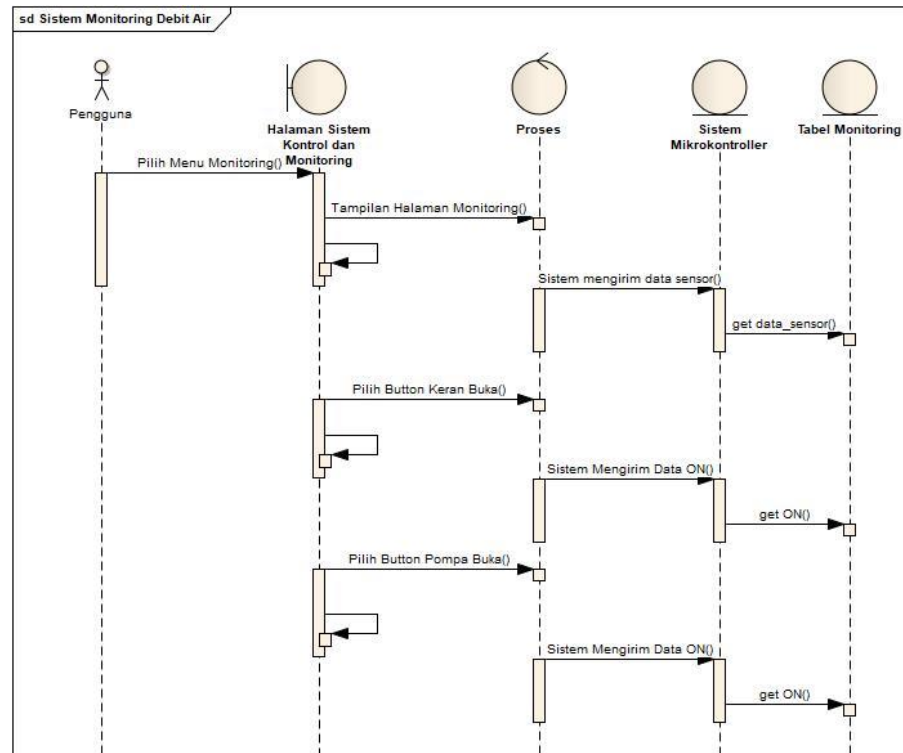 sd Sistem Monitoring Debit Air
Pengguna
Halaman Sistem
Kontrol dan
Monitoring
Proses
Sistem
Mikrokontroller
Tabel Monitoring
Pilih Menu Monitoring()
Tampilan Halaman Monitoring()
Sistem mengirim data sensor()
get data_sensor()
Pilih Button Keran Buka()
Sistem Mengirim Data ON()
get ON()
Pilih Button Pompa Buka()
Sistem Mengirim Data ON()
get ON()